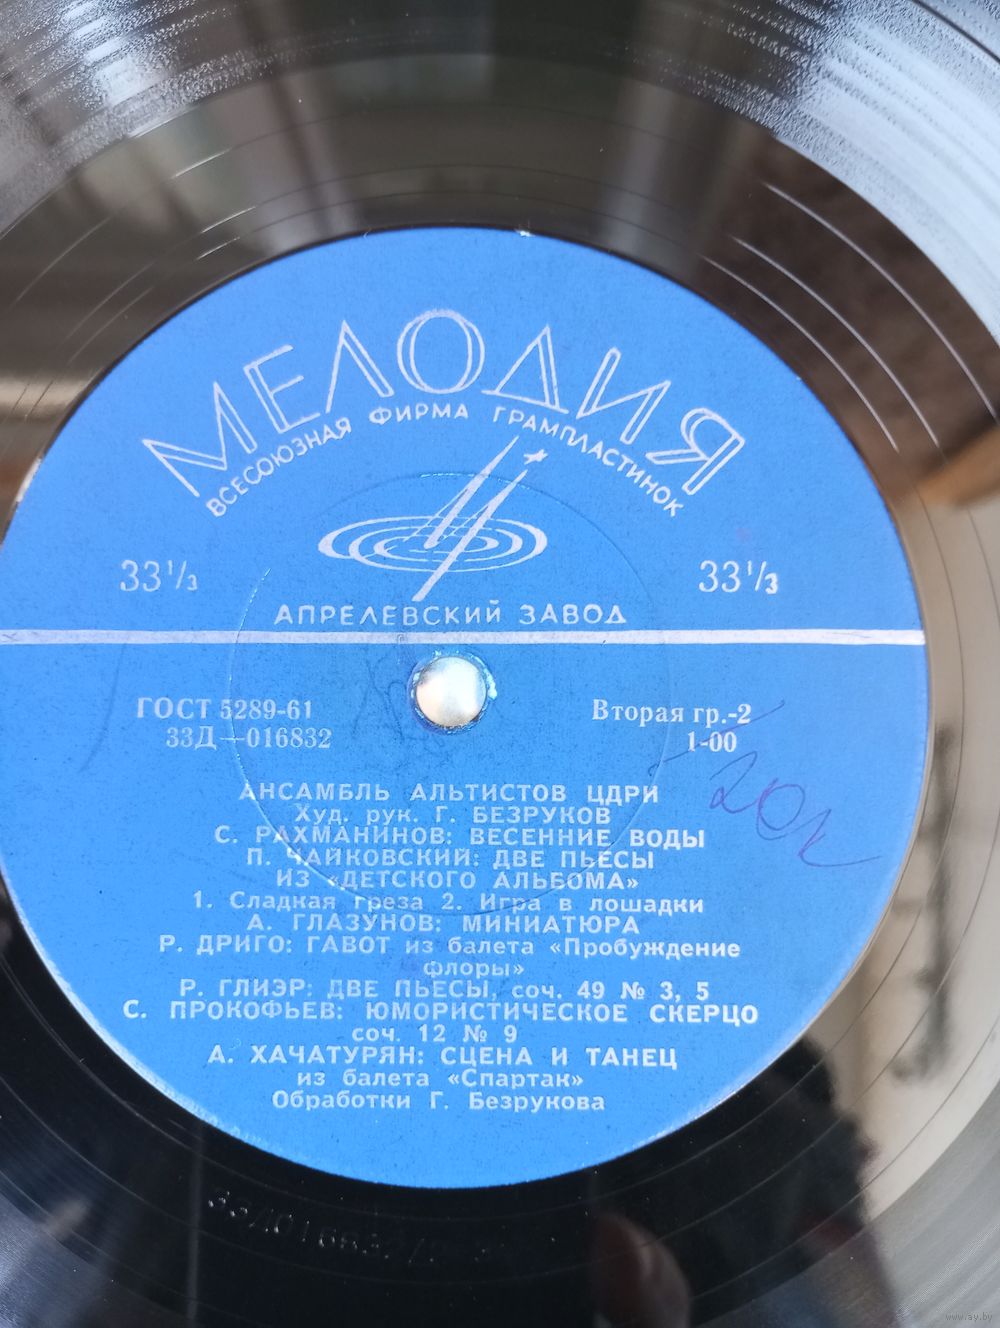 МЕЛОДИЯ
ВСЕСОЮЗНАЯ ФИРМА ГРАМПЛАСТИНОК
33⅓ 33⅓
АПРЕЛЕВСКИЙ ЗАВОД
ГОСТ 5289-61 Вторая гр.-2
33Д—016832 1-00
АНСАМБЛЬ АЛЬТИСТОВ ЦДРИ
Худ. рук. Г. БЕЗРУКОВ
С. РАХМАНИНОВ: ВЕСЕННИЕ ВОДЫ
П. ЧАЙКОВСКИЙ: ДВЕ ПЬЕСЫ
ИЗ «ДЕТСКОГО АЛЬБОМА»
1. Сладкая греза 2. Игра в лошадки
А. ГЛАЗУНОВ: МИНИАТЮРА
Р. ДРИГО: ГАВОТ из балета «Пробуждение
флоры»
Р. ГЛИЭР: ДВЕ ПЬЕСЫ, соч. 49 № 3, 5
С. ПРОКОФЬЕВ: ЮМОРИСТИЧЕСКОЕ СКЕРЦО
соч. 12 № 9
А. ХАЧАТУРЯН: СЦЕНА И ТАНЕЦ
из балета «Спартак»
Обработки Г. Безрукова
www.ay.by